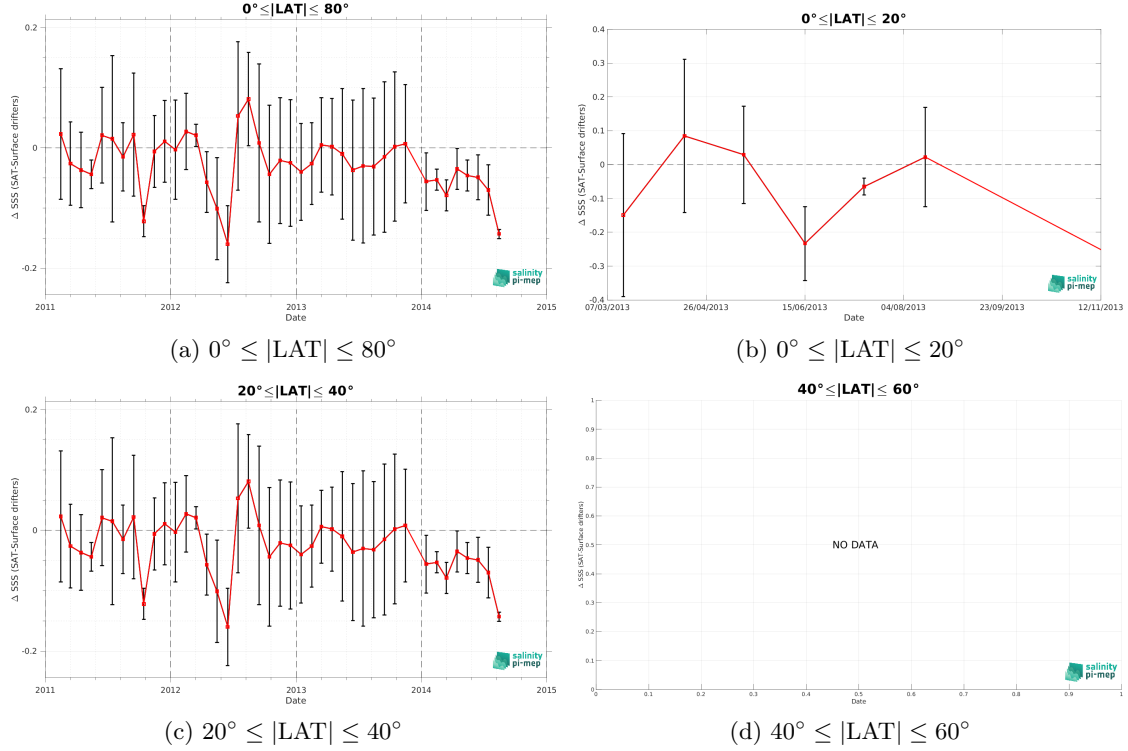 0°≤|LAT|≤ 80°
Δ SSS (SAT-Surface drifters)
0.2
0
-0.2
2011
2012
2013
2014
2015
Date
salinity
pi-mep
(a) 0° ≤ |LAT| ≤ 80°
0°≤|LAT|≤ 20°
Δ SSS (SAT-Surface drifters)
0.4
0.3
0.2
0.1
0
-0.1
-0.2
-0.3
-0.4
07/03/2013
26/04/2013
15/06/2013
04/08/2013
23/09/2013
12/11/2013
Date
salinity
pi-mep
(b) 0° ≤ |LAT| ≤ 20°
20°≤|LAT|≤ 40°
Δ SSS (SAT-Surface drifters)
0.2
0
-0.2
2011
2012
2013
2014
2015
Date
salinity
pi-mep
(c) 20° ≤ |LAT| ≤ 40°
40°≤|LAT|≤ 60°
Δ SSS (SAT-Surface drifters)
1
0.9
0.8
0.7
0.6
0.5
0.4
0.3
0.2
0.1
0
NO DATA
0
0.1
0.2
0.3
0.4
0.5
0.6
0.7
0.8
0.9
1
Date
salinity
pi-mep
(d) 40° ≤ |LAT| ≤ 60°